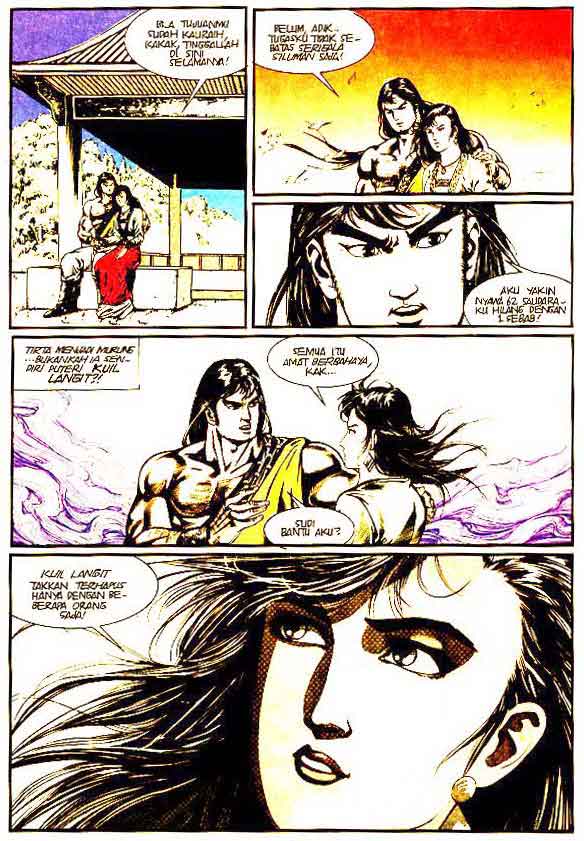 BILA TUJUANMU
SUDAH KAURAIH,
KAKAK, TINGGALLAH
DI SINI
SELAMANYA!
BELUM, ADIK...
TUGASKU TIDAK SE-
BATAS SERIGALA
SILUMAN SAJA!
AKU YAKIN
NYAWA 62 SAUDARA-
KU HILANG DENGAN
1 SEBAB!
TIRTA MENJADI MURUNG
...BUKANKAH IA SEN-
DIRI PUTERI KUIL
LANGIT?!
SEMUA ITU
AMAT BERBAHAYA,
KAK...
SUDI
BANTU AKU?
KUIL LANGIT
TAKKAN TERHAPUS
HANYA DENGAN BE-
BERAPA ORANG
SAJA!